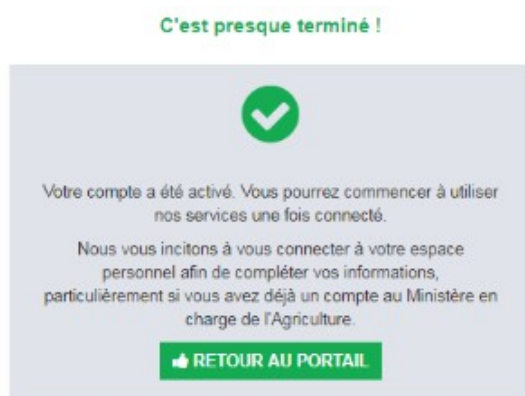 C'est presque terminé !
Votre compte a été activé. Vous pourrez commencer à utiliser
nos services une fois connecté.
Nous vous incitons à vous connecter à votre espace
personnel afin de compléter vos informations,
particulièrement si vous avez déjà un compte au Ministère en
charge de l'Agriculture.
RETOUR AU PORTAIL